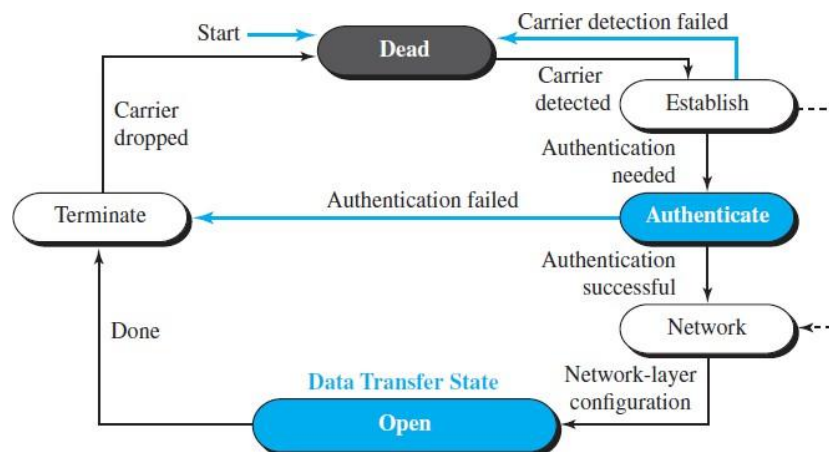 Start
Dead
Carrier detection failed
Carrier
detected
Establish
Carrier
dropped
Authentication
needed
Terminate
Authentication failed
Authenticate
Authentication
successful
Network
Done
Data Transfer State
Network-layer
configuration
Open